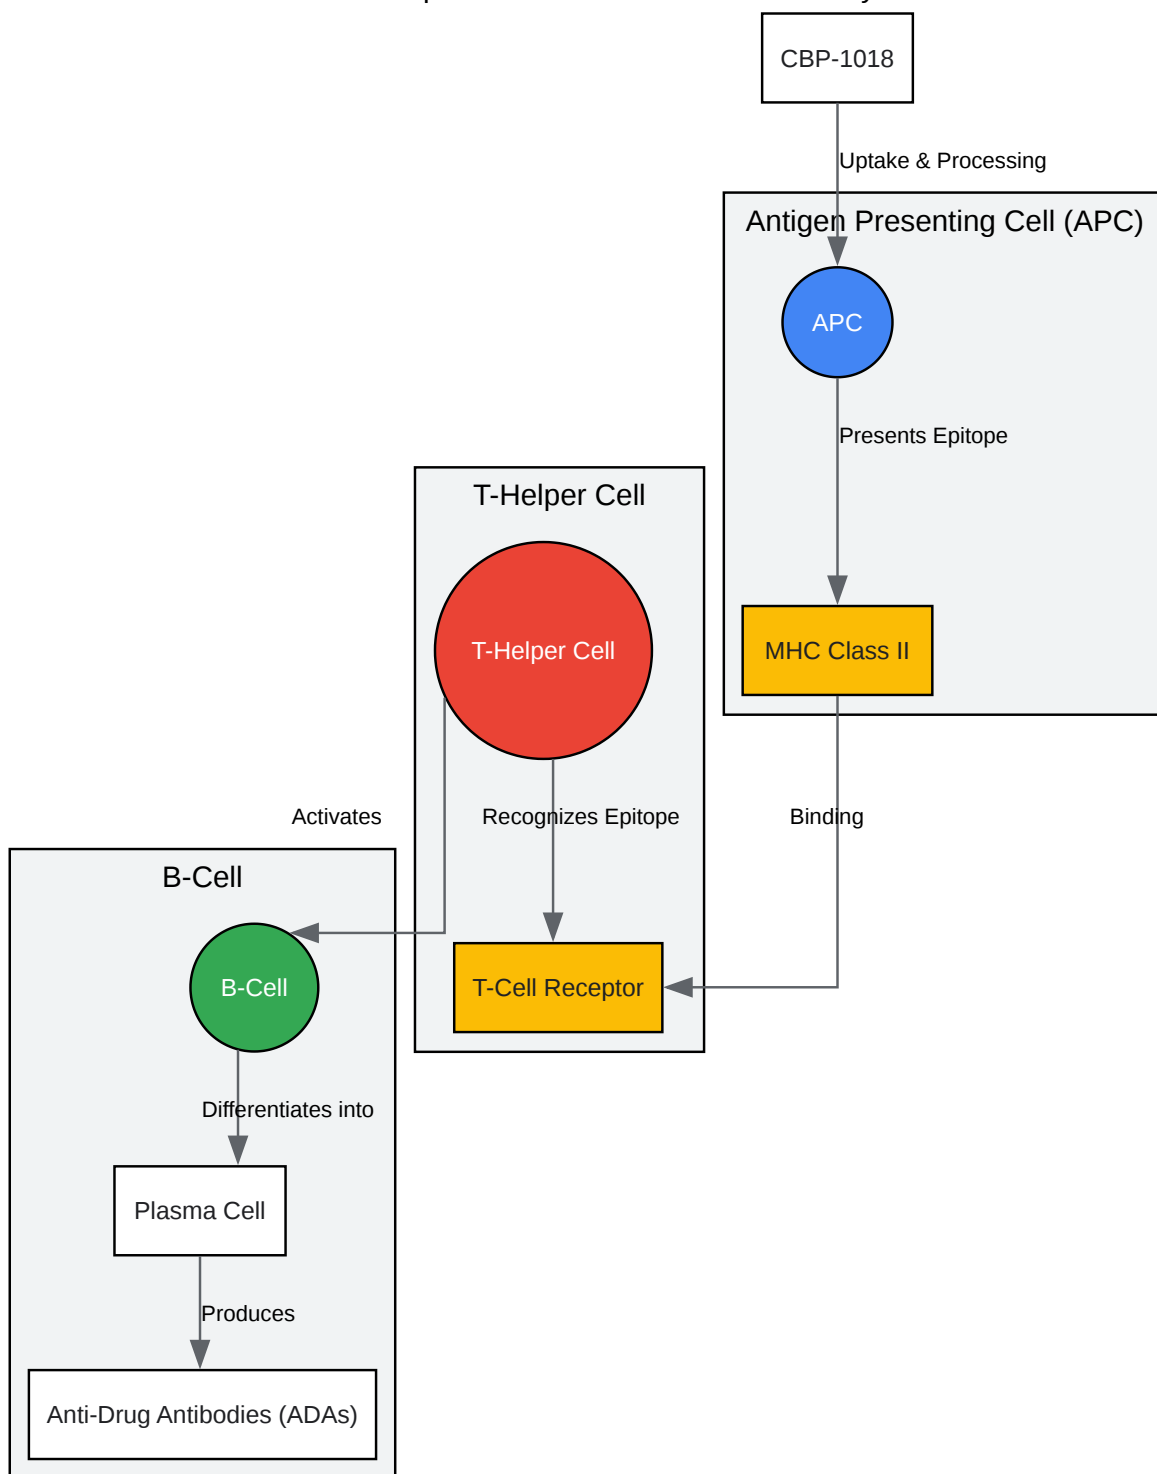 CBP-1018
Uptake & Processing
Antigen Presenting Cell (APC)
APC
Presents Epitope
T-Helper Cell
T-Helper Cell
MHC Class II
Activates
Recognizes Epitope
Binding
B-Cell
B-Cell
T-Cell Receptor
Differentiates into
Plasma Cell
Produces
Anti-Drug Antibodies (ADAs)